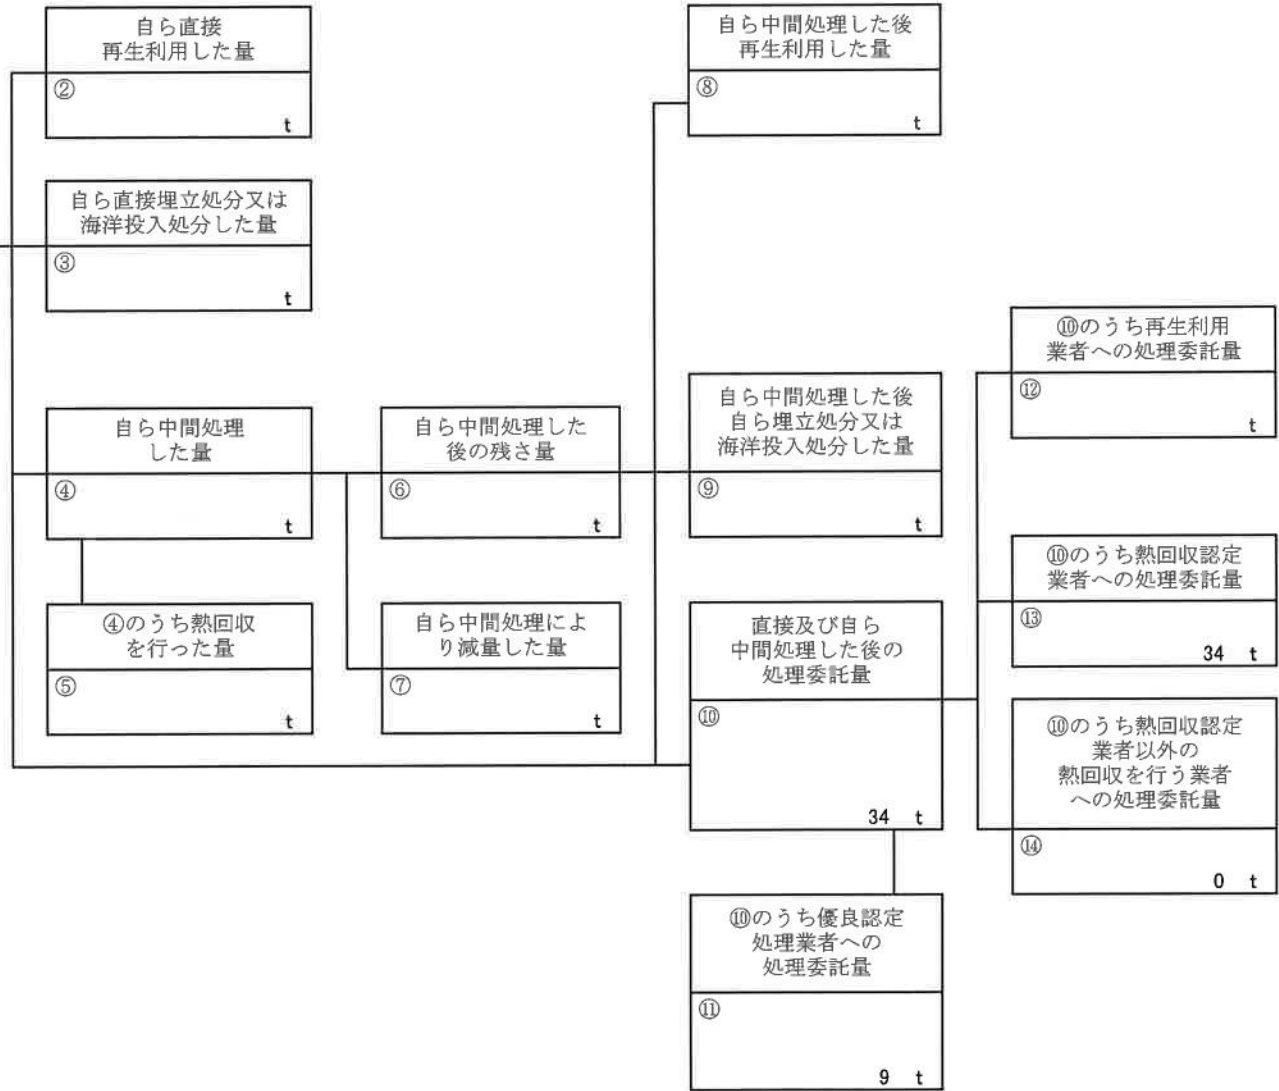 自ら直接
再生利用した量
②
t
自ら直接埋立処分又は
海洋投入処分した量
③
t
自ら中間処理
した量
④
t
④のうち熱回収
を行った量
⑤
t
自ら中間処理した
後の残さ量
⑥
t
自ら中間処理によ
り減量した量
⑦
t
自ら中間処理した後
再生利用した量
⑧
t
自ら中間処理した後
自ら埋立処分又は
海洋投入処分した量
⑨
t
直接及び自ら
中間処理した後の
処理委託量
⑩
34 t
⑩のうち優良認定
処理業者への
処理委託量
⑪
9 t
⑩のうち再生利用
業者への処理委託量
⑫
t
⑩のうち熱回収認定
業者への処理委託量
⑬
34 t
⑩のうち熱回収認定
業者以外の
熱回収を行う業者
への処理委託量
⑭
0 t